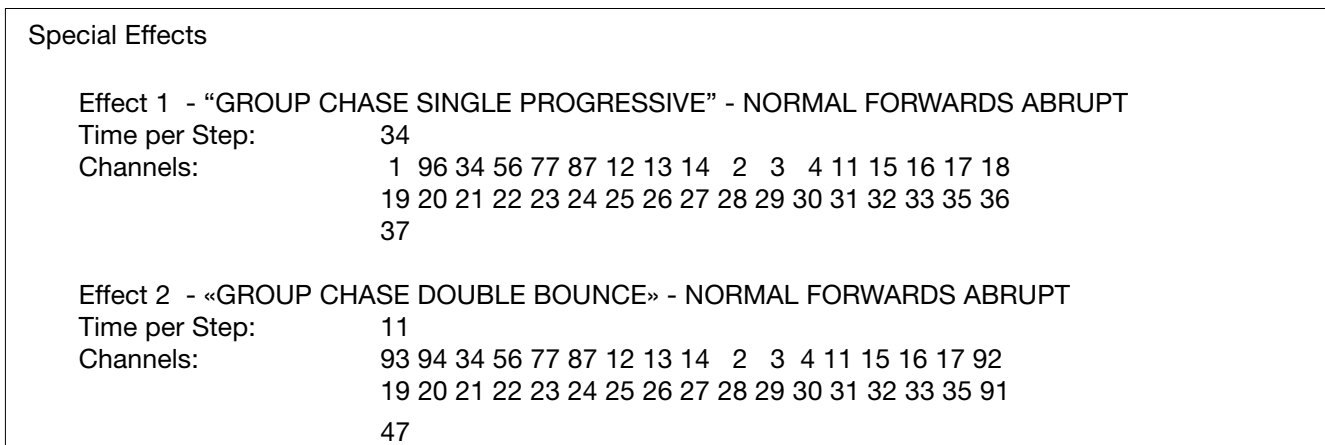 Special Effects
Effect 1 - “GROUP CHASE SINGLE PROGRESSIVE” - NORMAL FORWARDS ABRUPT
Time per Step: 34
Channels: 1 96 34 56 77 87 12 13 14 2 3 4 11 15 16 17 18
19 20 21 22 23 24 25 26 27 28 29 30 31 32 33 35 36
37
Effect 2 - «GROUP CHASE DOUBLE BOUNCE» - NORMAL FORWARDS ABRUPT
Time per Step: 11
Channels: 93 94 34 56 77 87 12 13 14 2 3 4 11 15 16 17 92
19 20 21 22 23 24 25 26 27 28 29 30 31 32 33 35 91
47